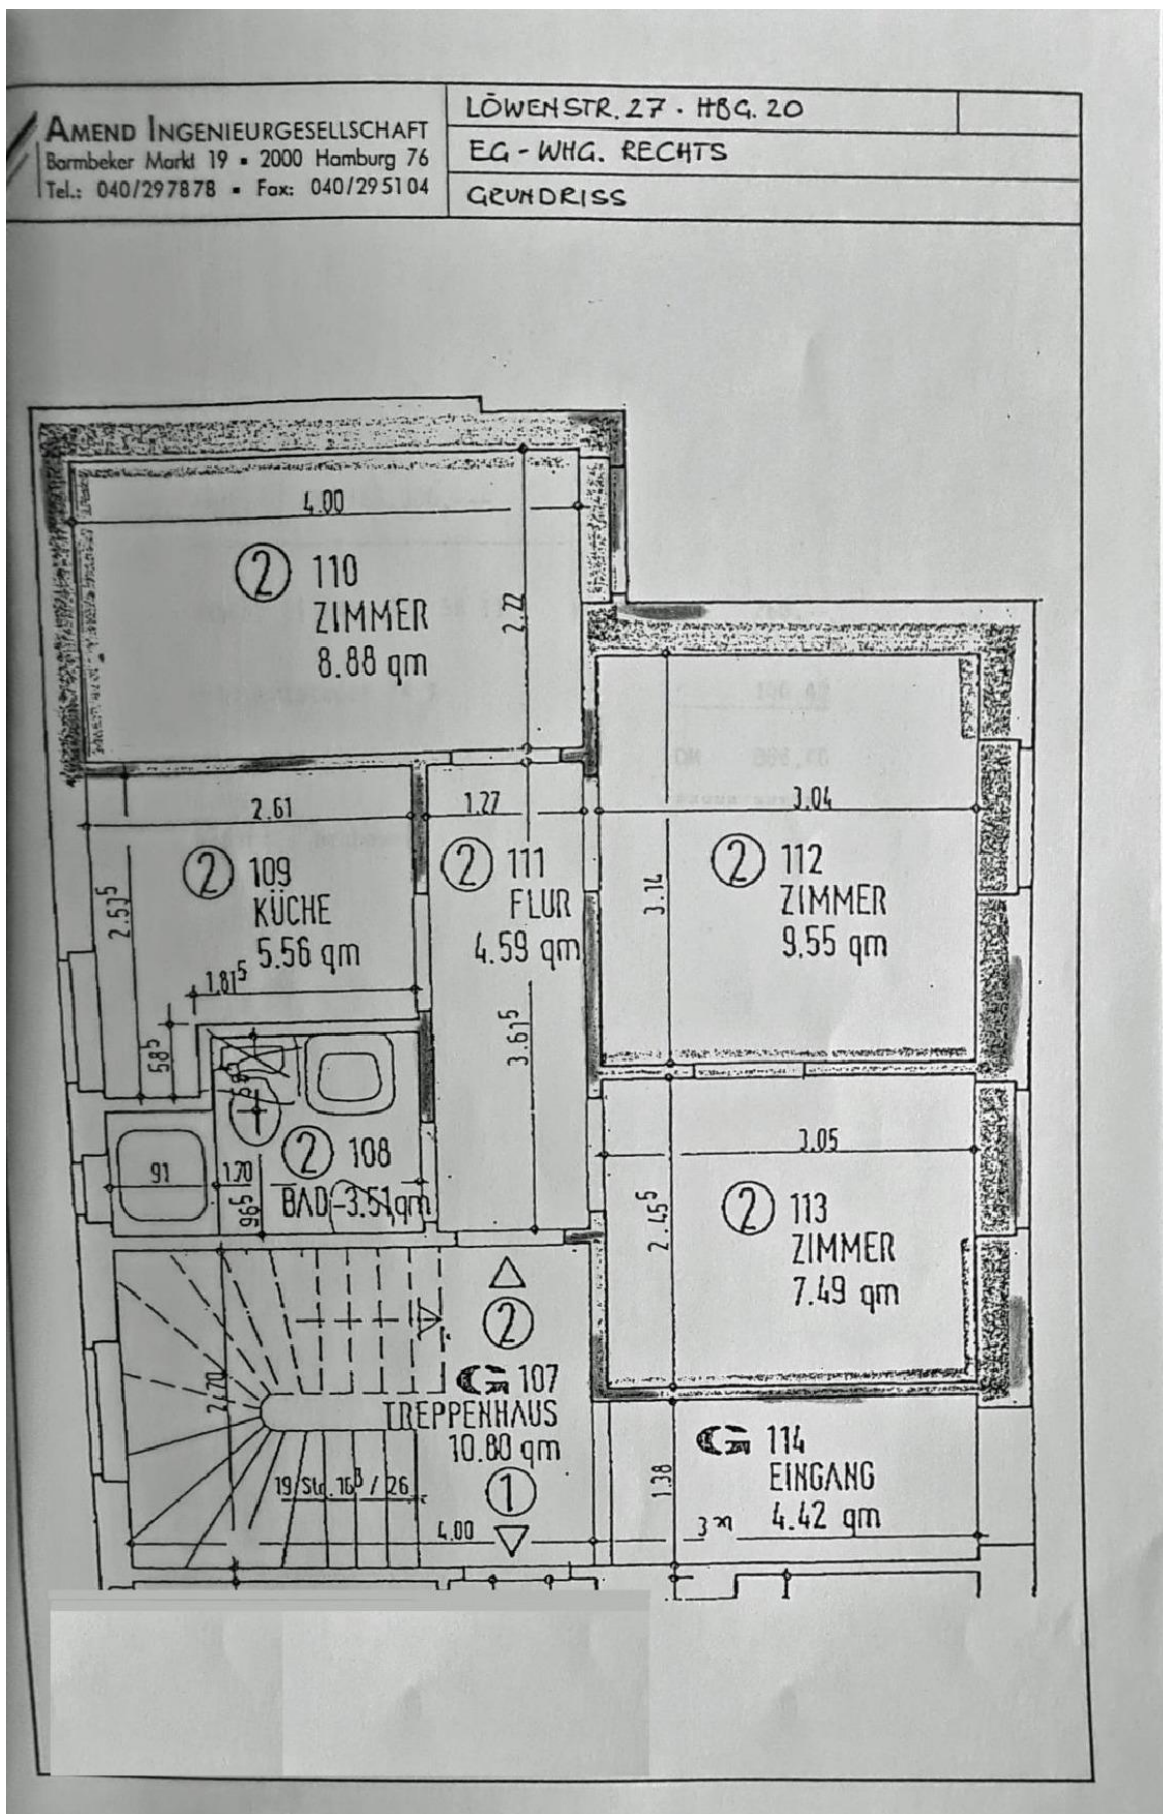 AMEND INGENIEURGESELLSCHAFT
Barmbeker Markt 19 ▪ 2000 Hamburg 76
Tel.: 040/297878 ▪ Fax: 040/295104
LÖWENSTR. 27 · HBG. 20
EG - WHG. RECHTS
GRUNDRISS
4.00
2 110
ZIMMER
8.88 qm
2.22
2.61
1.27
3.04
2 109
KÜCHE
5.56 qm
2.53⁵
1.81⁵
58⁵
2 111
FLUR
4.59 qm
3.61⁵
2 112
ZIMMER
9.55 qm
3.14
2 108
BAD 3.51 qm
91
1.70
96⁵
3.05
2 113
ZIMMER
7.49 qm
2.45⁵
2
G 107
TREPPENHAUS
10.80 qm
1
2.70
19 Stg. 16³ / 26
4.00
G 114
EINGANG
4.42 qm
1.38